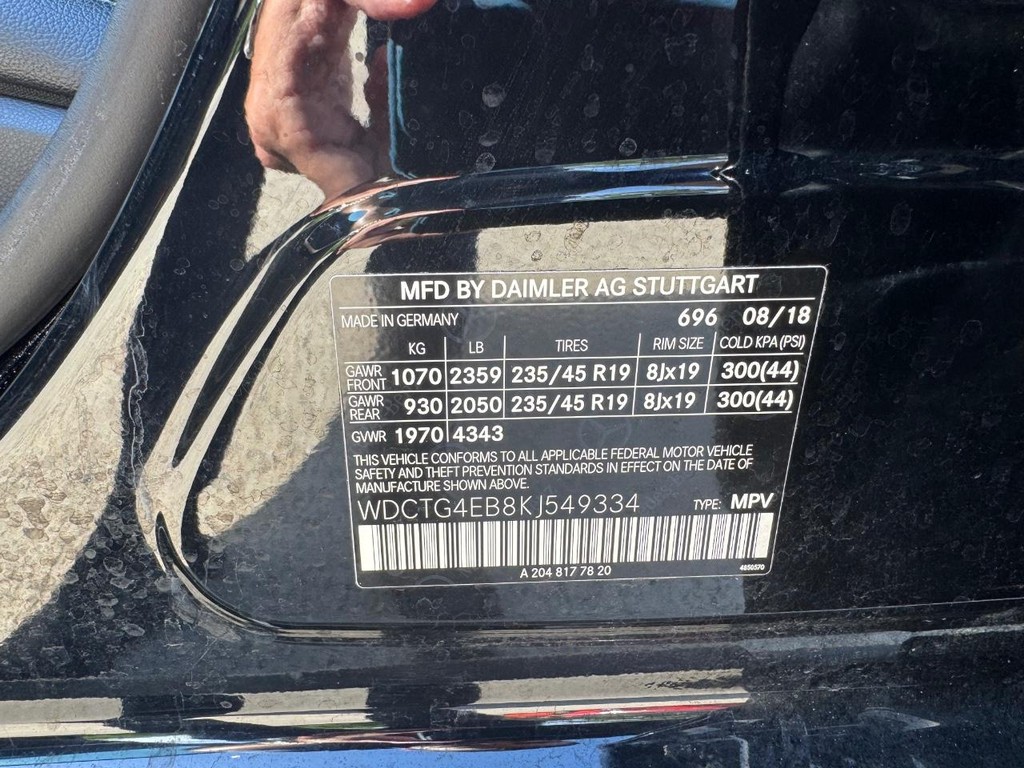 MFD BY DAIMLER AG STUTTGART
MADE IN GERMANY 696 08/18
KG LB TIRES RIM SIZE COLD KPA (PSI)
GAWR FRONT 1070 2359 235/45 R19 8Jx19 300(44)
GAWR REAR 930 2050 235/45 R19 8Jx19 300(44)
GVWR 1970 4343
THIS VEHICLE CONFORMS TO ALL APPLICABLE FEDERAL MOTOR VEHICLE
SAFETY AND THEFT PREVENTION STANDARDS IN EFFECT ON THE DATE OF
MANUFACTURE SHOWN ABOVE.
WDCTG4EB8KJ549334 TYPE: MPV
A 204 817 78 20 4850570